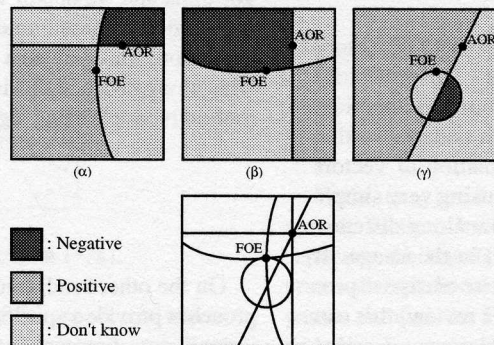 AOR
FOE
AOR
FOE
AOR
FOE
(α)
(β)
(γ)
AOR
FOE
: Negative
: Positive
: Don't know